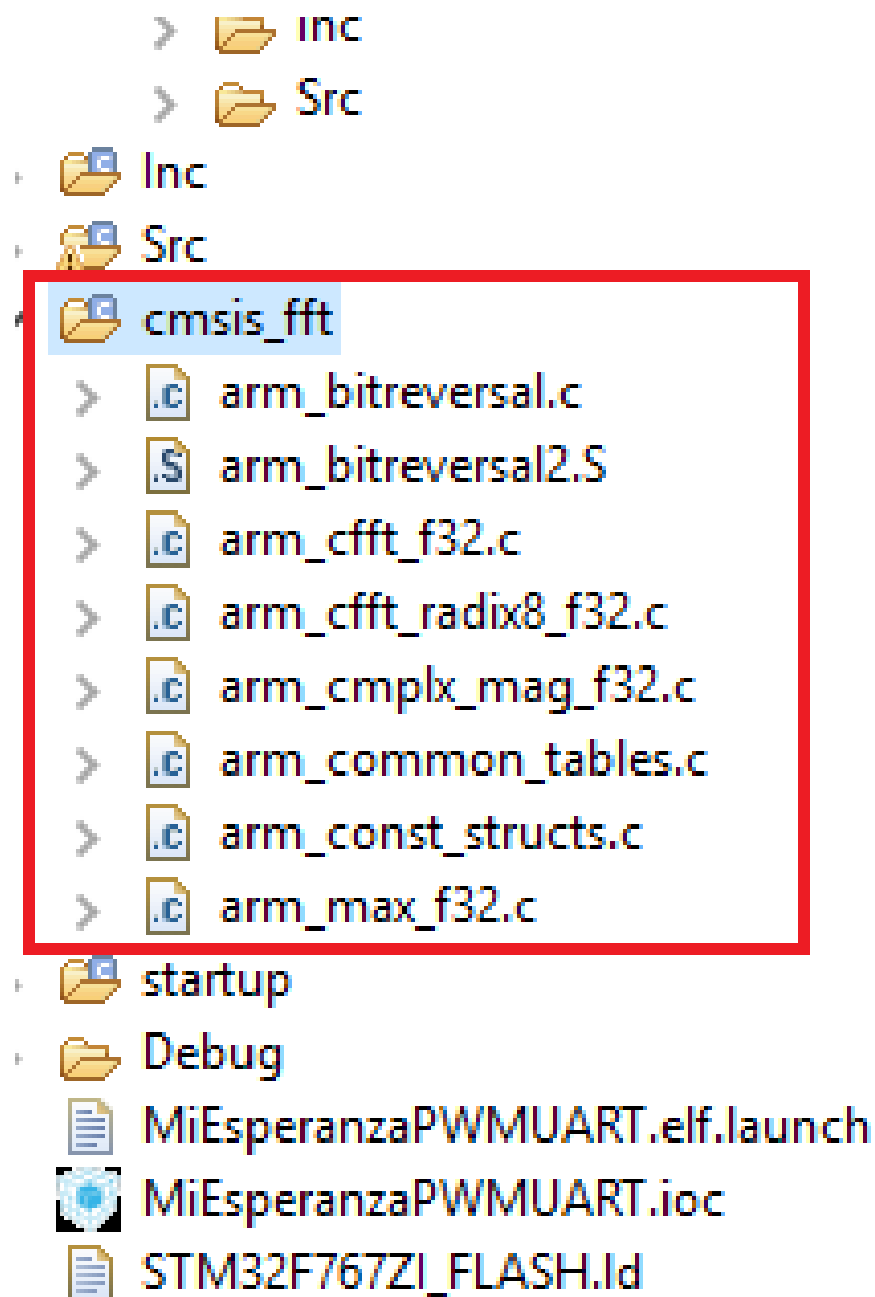 Inc
Src
Inc
Src
cmsis_fft
.c arm_bitreversal.c
.S arm_bitreversal2.S
.c arm_cfft_f32.c
.c arm_cfft_radix8_f32.c
.c arm_cmplx_mag_f32.c
.c arm_common_tables.c
.c arm_const_structs.c
.c arm_max_f32.c
startup
Debug
MiEsperanzaPWMUART.elf.launch
MiEsperanzaPWMUART.ioc
STM32F767ZI_FLASH.ld